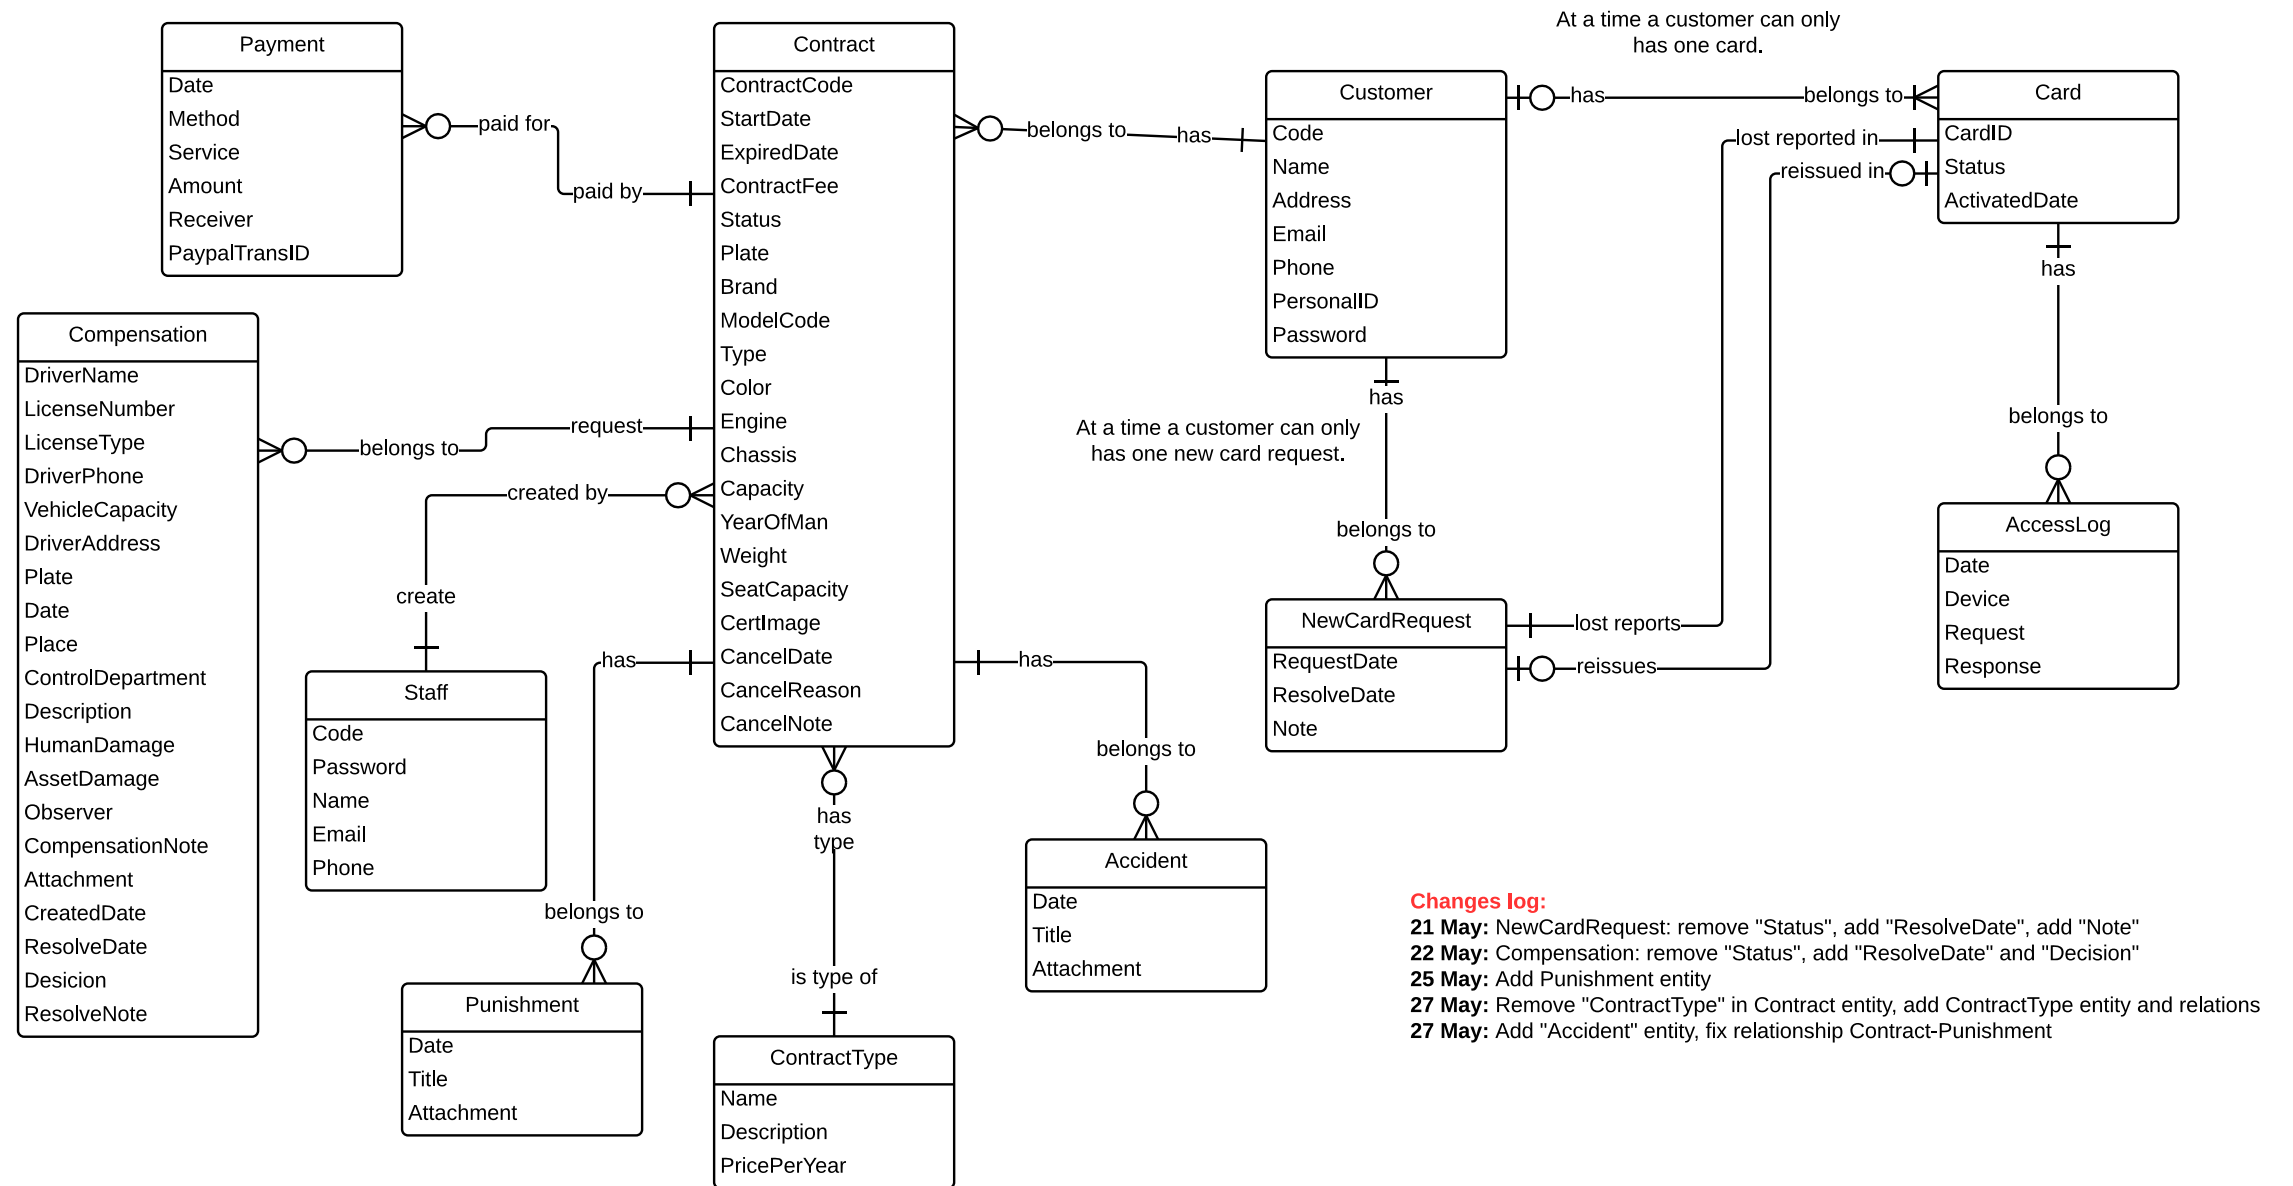 At a time a customer can only
has one card.
Payment
Date
Method
Service
Amount
Receiver
PaypalTransID
paid for
paid by
Contract
ContractCode
StartDate
ExpiredDate
ContractFee
Status
Plate
Brand
ModelCode
Type
Color
Engine
Chassis
Capacity
YearOfMan
Weight
SeatCapacity
CertImage
CancelDate
CancelReason
CancelNote
belongs to
has
Customer
Code
Name
Address
Email
Phone
PersonalID
Password
has
belongs to
lost reported in
reissued in
Card
CardID
Status
ActivatedDate
has
belongs to
AccessLog
Date
Device
Request
Response
has
At a time a customer can only
has one new card request.
belongs to
NewCardRequest
RequestDate
ResolveDate
Note
lost reports
reissues
Compensation
DriverName
LicenseNumber
LicenseType
DriverPhone
VehicleCapacity
DriverAddress
Plate
Date
Place
ControlDepartment
Description
HumanDamage
AssetDamage
Observer
CompensationNote
Attachment
CreatedDate
ResolveDate
Desicion
ResolveNote
belongs to
request
created by
create
Staff
Code
Password
Name
Email
Phone
has
belongs to
Punishment
Date
Title
Attachment
has
type
is type of
ContractType
Name
Description
PricePerYear
has
belongs to
Accident
Date
Title
Attachment
Changes log:
21 May: NewCardRequest: remove "Status", add "ResolveDate", add "Note"
22 May: Compensation: remove "Status", add "ResolveDate" and "Decision"
25 May: Add Punishment entity
27 May: Remove "ContractType" in Contract entity, add ContractType entity and relations
27 May: Add "Accident" entity, fix relationship Contract-Punishment